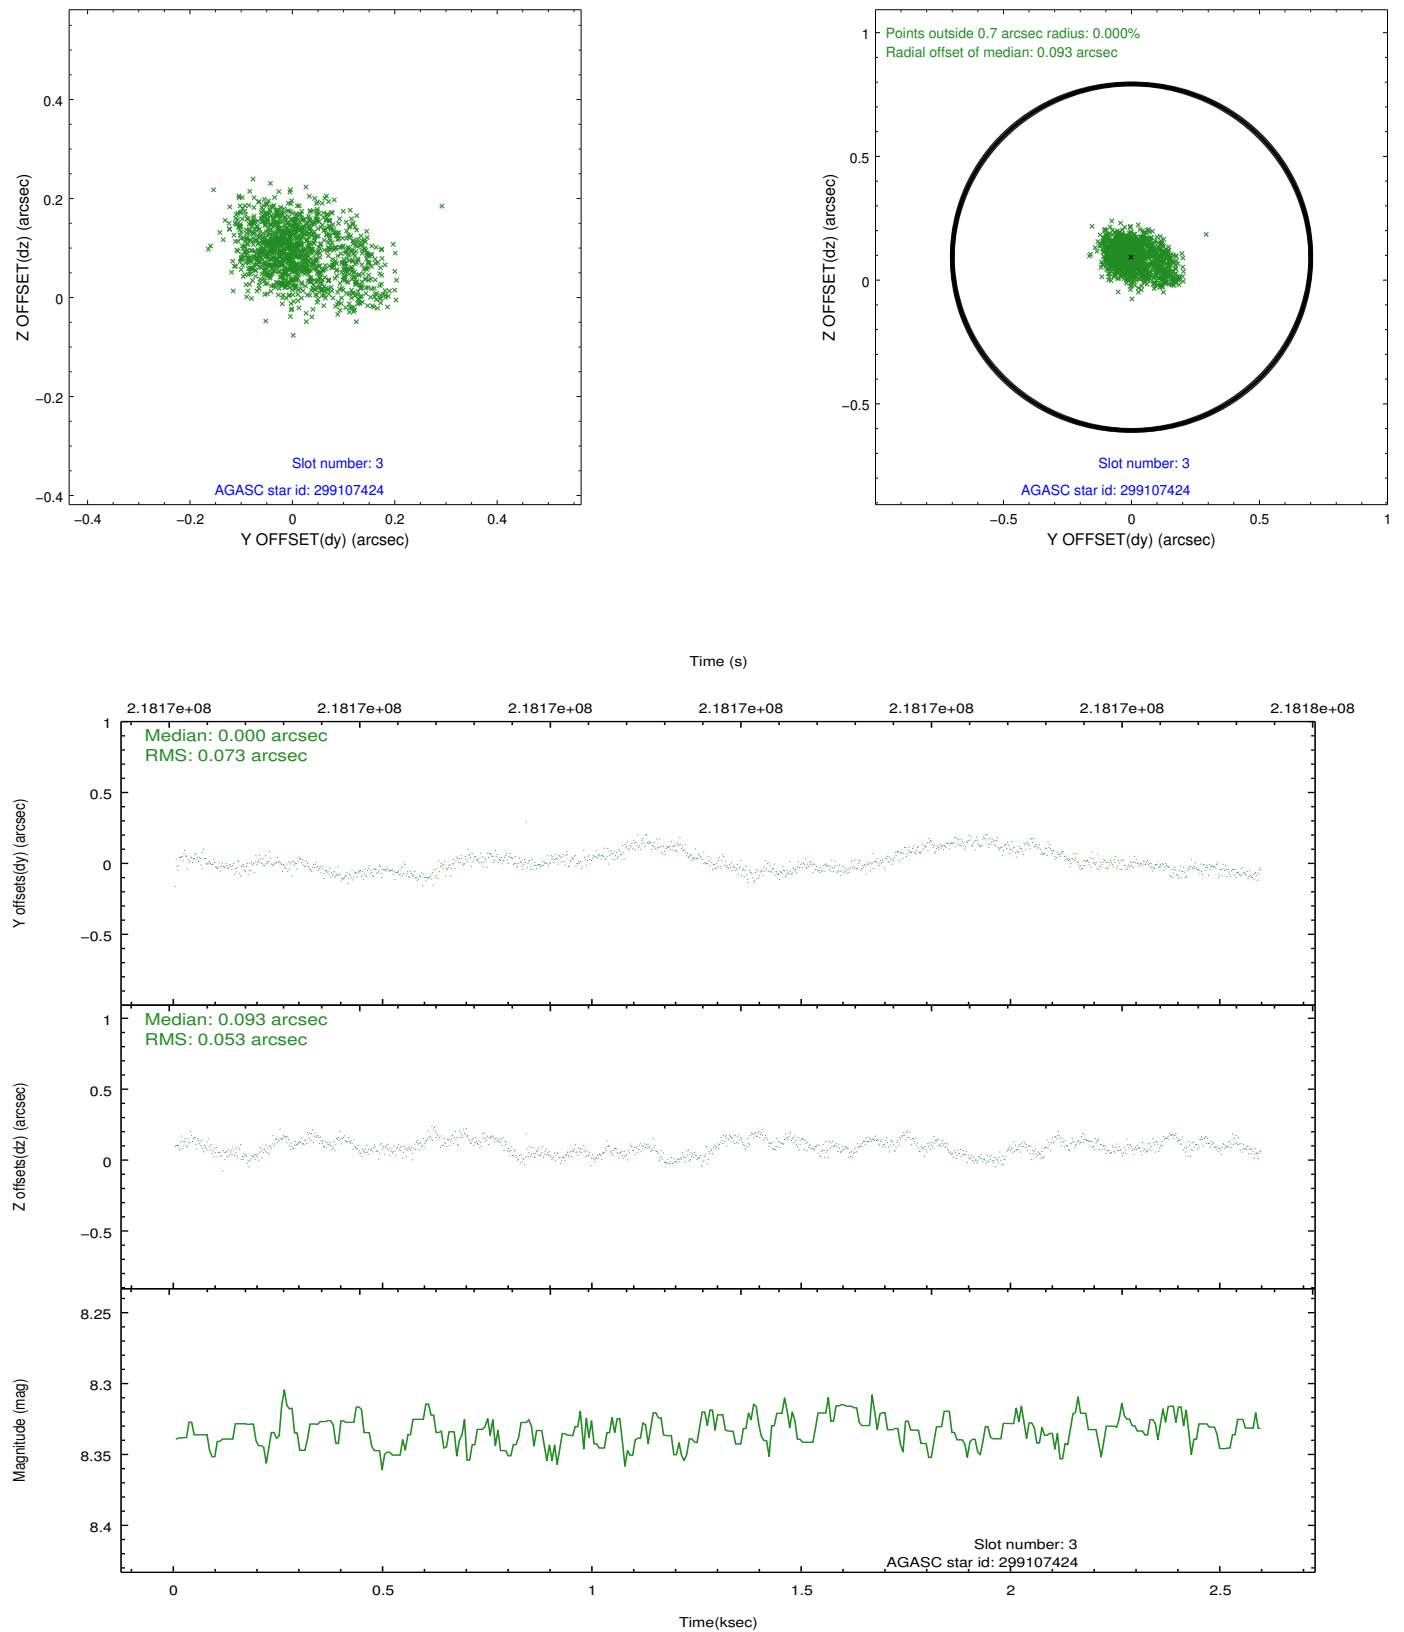 0.4
0.2
0
−0.2
−0.4
Z OFFSET(dz) (arcsec)
Slot number: 3
AGASC star id: 299107424
−0.4
−0.2
0
0.2
0.4
Y OFFSET(dy) (arcsec)
Points outside 0.7 arcsec radius: 0.000%
Radial offset of median: 0.093 arcsec
1
0.5
0
−0.5
Z OFFSET(dz) (arcsec)
Slot number: 3
AGASC star id: 299107424
−0.5
0
0.5
1
Y OFFSET(dy) (arcsec)
Time (s)
2.1817e+08
2.1817e+08
2.1817e+08
2.1817e+08
2.1817e+08
2.1817e+08
2.1818e+08
Median: 0.000 arcsec
RMS: 0.073 arcsec
1
0.5
0
−0.5
Y offsets(dy) (arcsec)
Median: 0.093 arcsec
RMS: 0.053 arcsec
1
0.5
0
−0.5
Z offsets(dz) (arcsec)
8.25
8.3
8.35
8.4
Magnitude (mag)
Slot number: 3
AGASC star id: 299107424
0
0.5
1
1.5
2
2.5
Time(ksec)